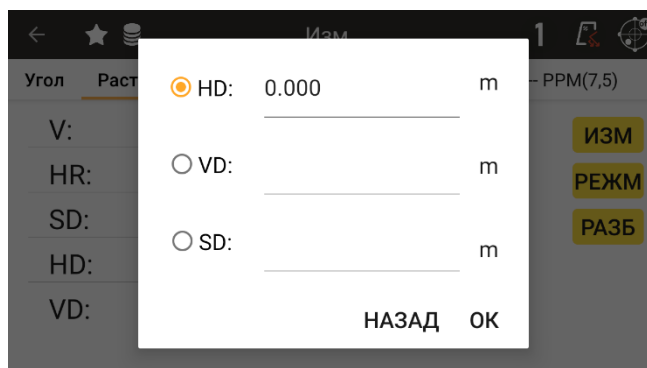 Изм
1
Угол Раст -- PPM(7,5)
HD: 0.000 m
VD: m
SD: m
НАЗАД OK
V:
HR:
SD:
HD:
VD:
ИЗМ
РЕЖМ
РАЗБ